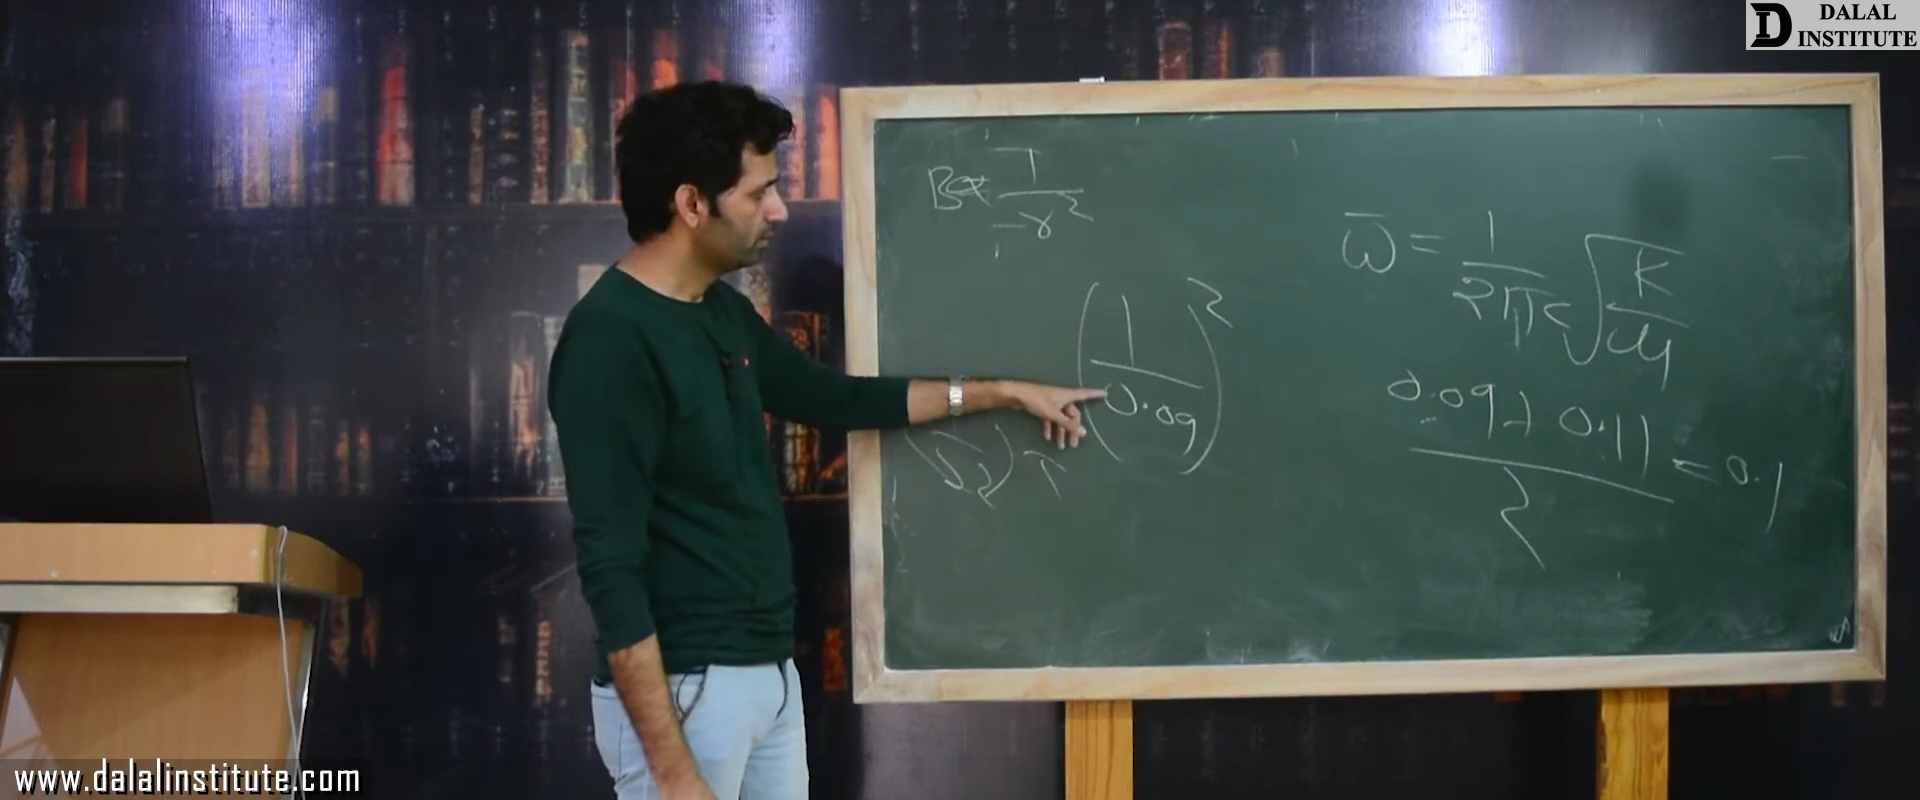 DALAL
INSTITUTE
B ∝ 1/r²
(1/0.09)²
ω̅ = 1/2πc √K/μ
0.09 + 0.11 / 2 = 0.1
www.dalalinstitute.com